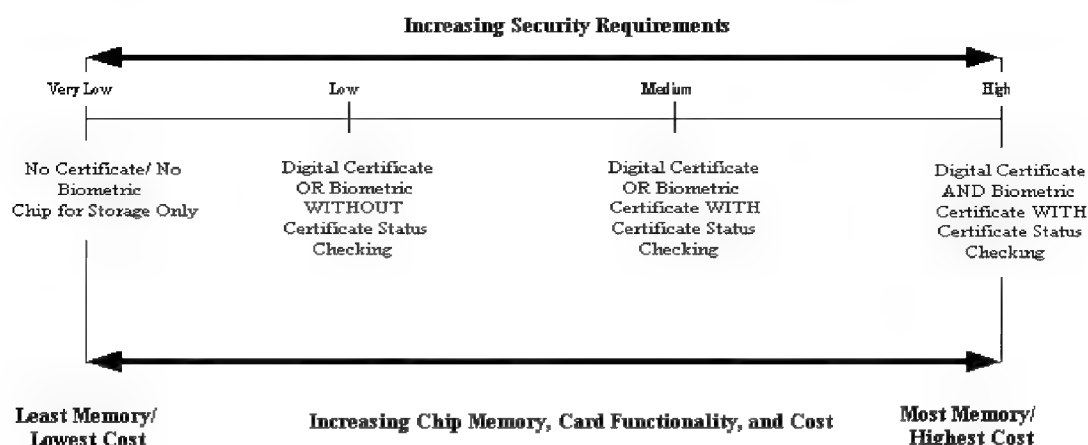 Increasing Security Requirements
Very Low
Low
Medium
High
No Certificate/ No
Biometric
Chip for Storage Only
Digital Certificate
OR Biometric
WITHOUT
Certificate Status
Checking
Digital Certificate
OR Biometric
Certificate WITH
Certificate Status
Checking
Digital Certificate
AND Biometric
Certificate WITH
Certificate Status
Checking
Least Memory/
Lowest Cost
Increasing Chip Memory, Card Functionality, and Cost
Most Memory/
Highest Cost